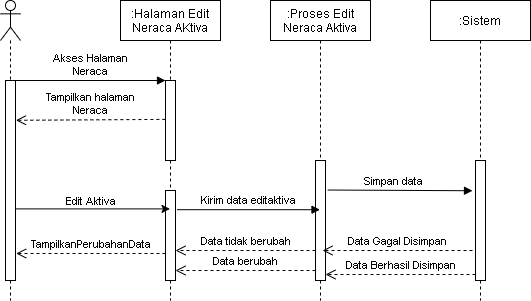 :Halaman Edit
Neraca AKtiva
:Proses Edit
Neraca Aktiva
:Sistem
Akses Halaman
Neraca
Tampilkan halaman
Neraca
Simpan data
Edit Aktiva
Kirim data editaktiva
TampilkanPerubahanData
Data tidak berubah
Data Gagal Disimpan
Data berubah
Data Berhasil Disimpan